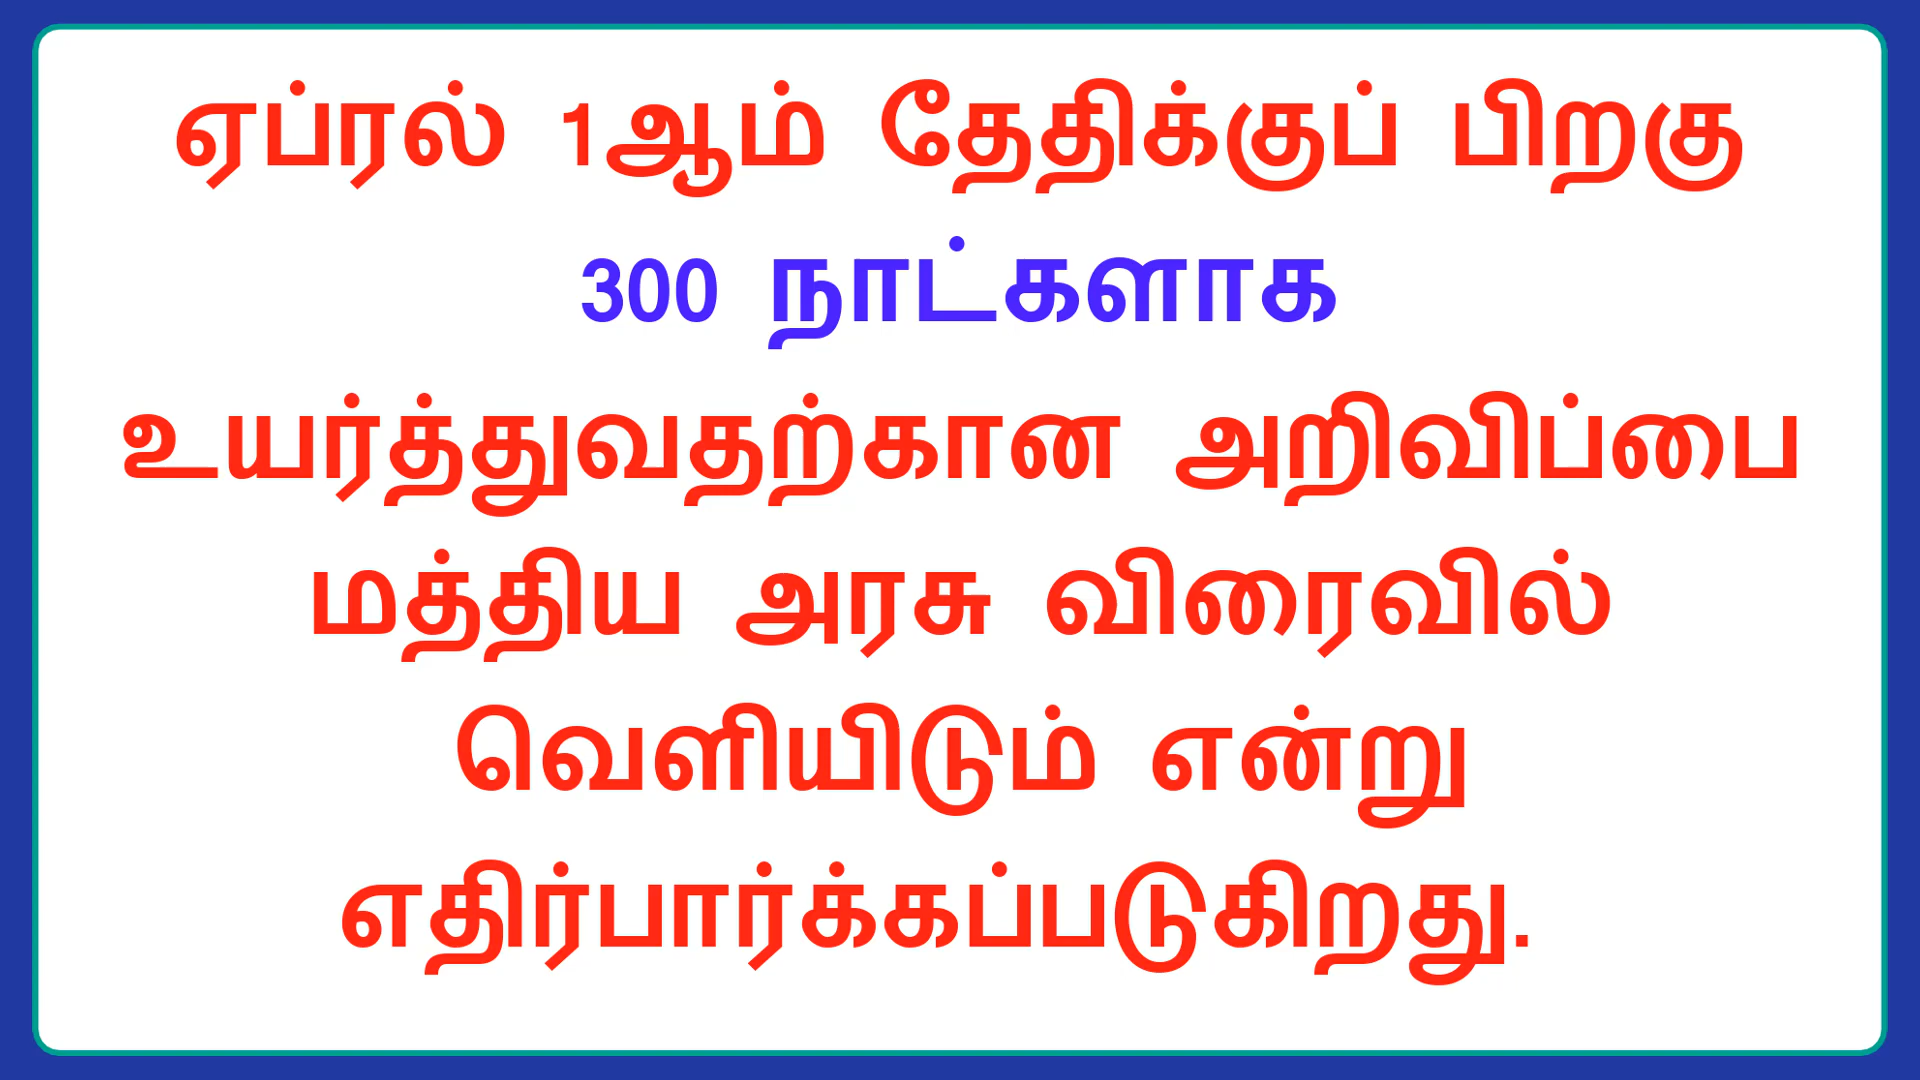 ஏப்ரல் 1ஆம் தேதிக்குப் பிறகு
300 நாட்களாக
உயர்த்துவதற்கான அறிவிப்பை
மத்திய அரசு விரைவில்
வெளியிடும் என்று
எதிர்பார்க்கப்படுகிறது.